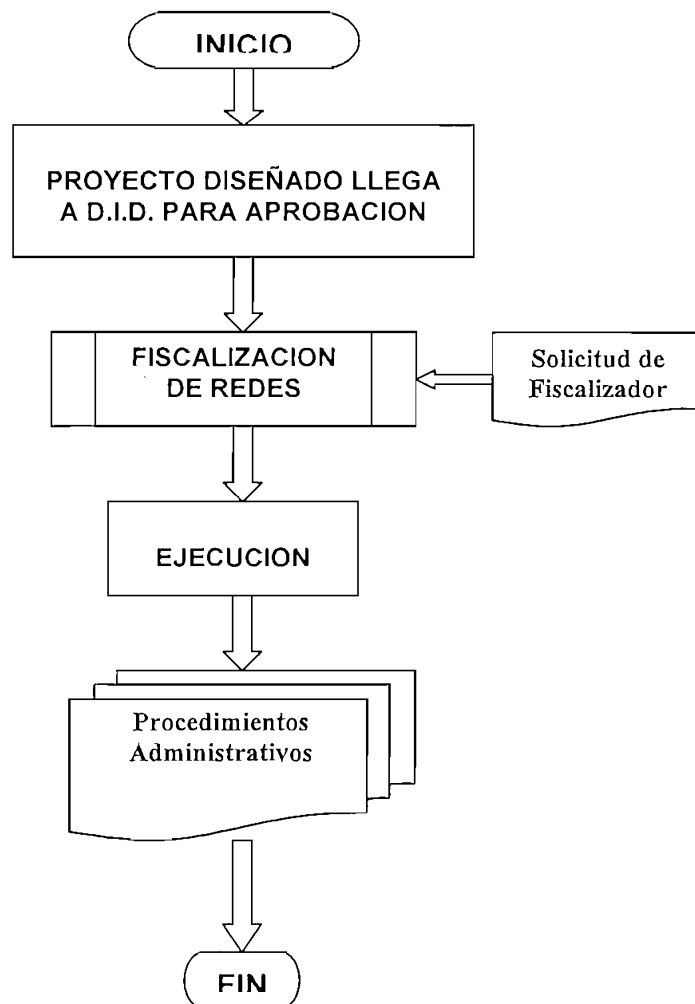 INICIO
PROYECTO DISEÑADO LLEGA
A D.I.D. PARA APROBACION
FISCALIZACION
DE REDES
Solicitud de
Fiscalizador
EJECUCION
Procedimientos
Administrativos
FIN